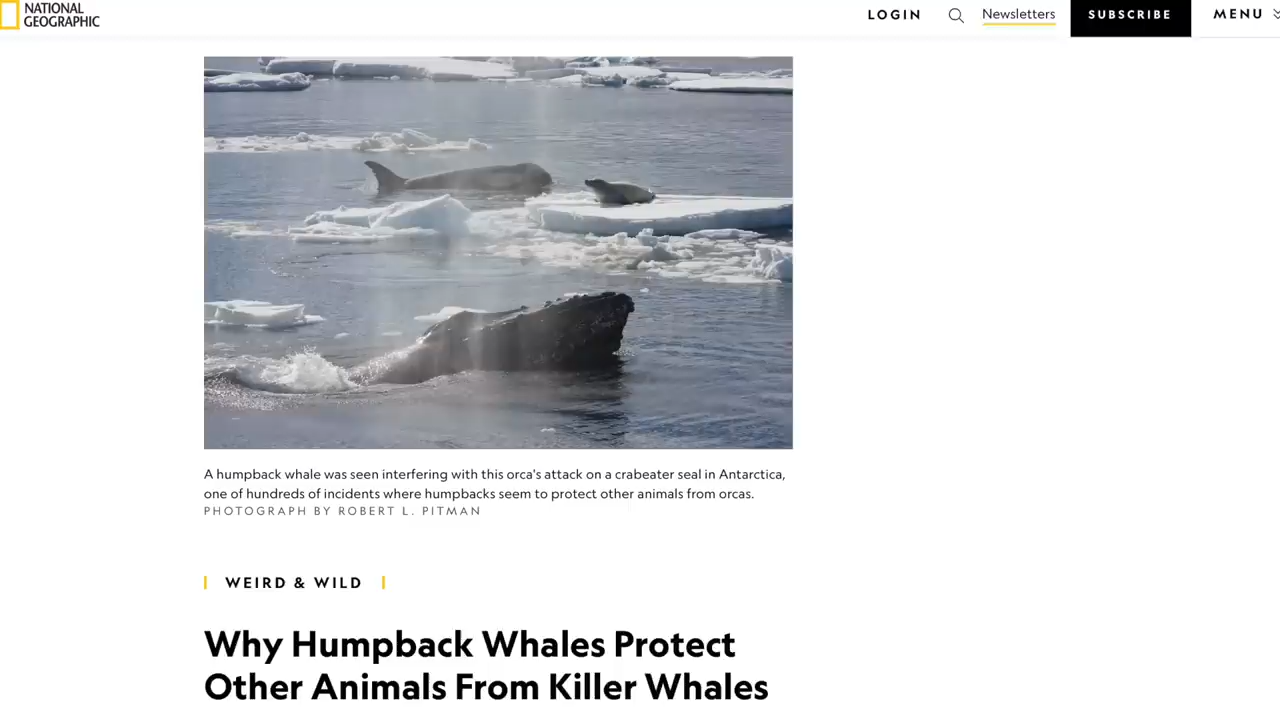 NATIONAL
GEOGRAPHIC
LOGIN
Newsletters
SUBSCRIBE
MENU
A humpback whale was seen interfering with this orca's attack on a crabeater seal in Antarctica,
one of hundreds of incidents where humpbacks seem to protect other animals from orcas.
PHOTOGRAPH BY ROBERT L. PITMAN
WEIRD & WILD
Why Humpback Whales Protect
Other Animals From Killer Whales